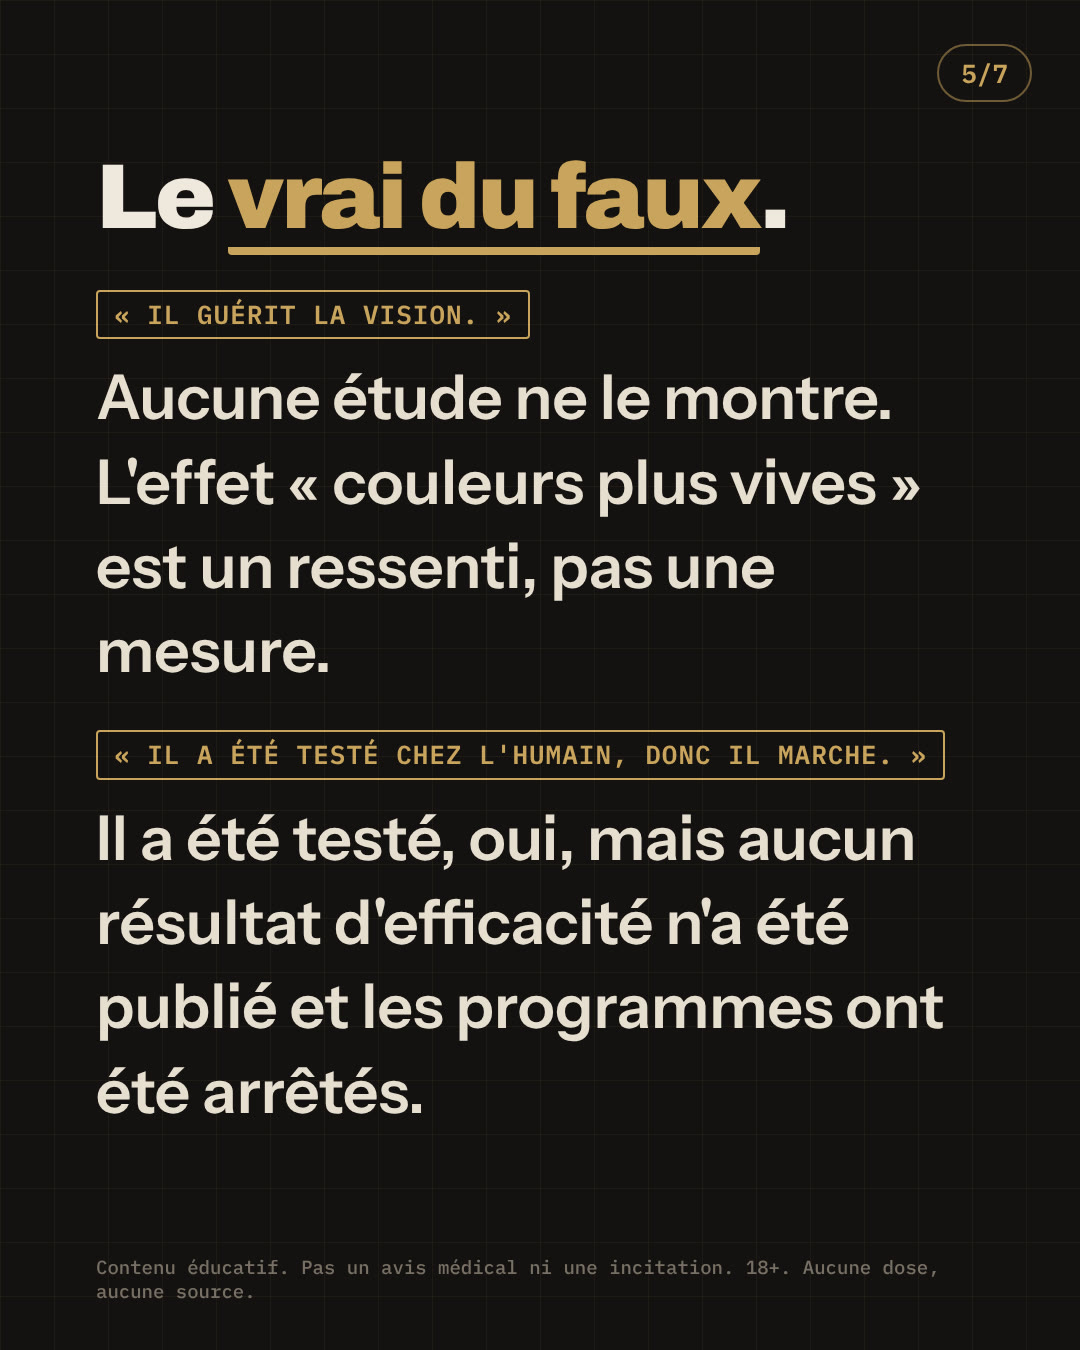 5/7
Le vrai du faux.
« IL GUÉRIT LA VISION. »
Aucune étude ne le montre.
L'effet « couleurs plus vives »
est un ressenti, pas une
mesure.
« IL A ÉTÉ TESTÉ CHEZ L'HUMAIN, DONC IL MARCHE. »
Il a été testé, oui, mais aucun
résultat d'efficacité n'a été
publié et les programmes ont
été arrêtés.
Contenu éducatif. Pas un avis médical ni une incitation. 18+. Aucune dose,
aucune source.